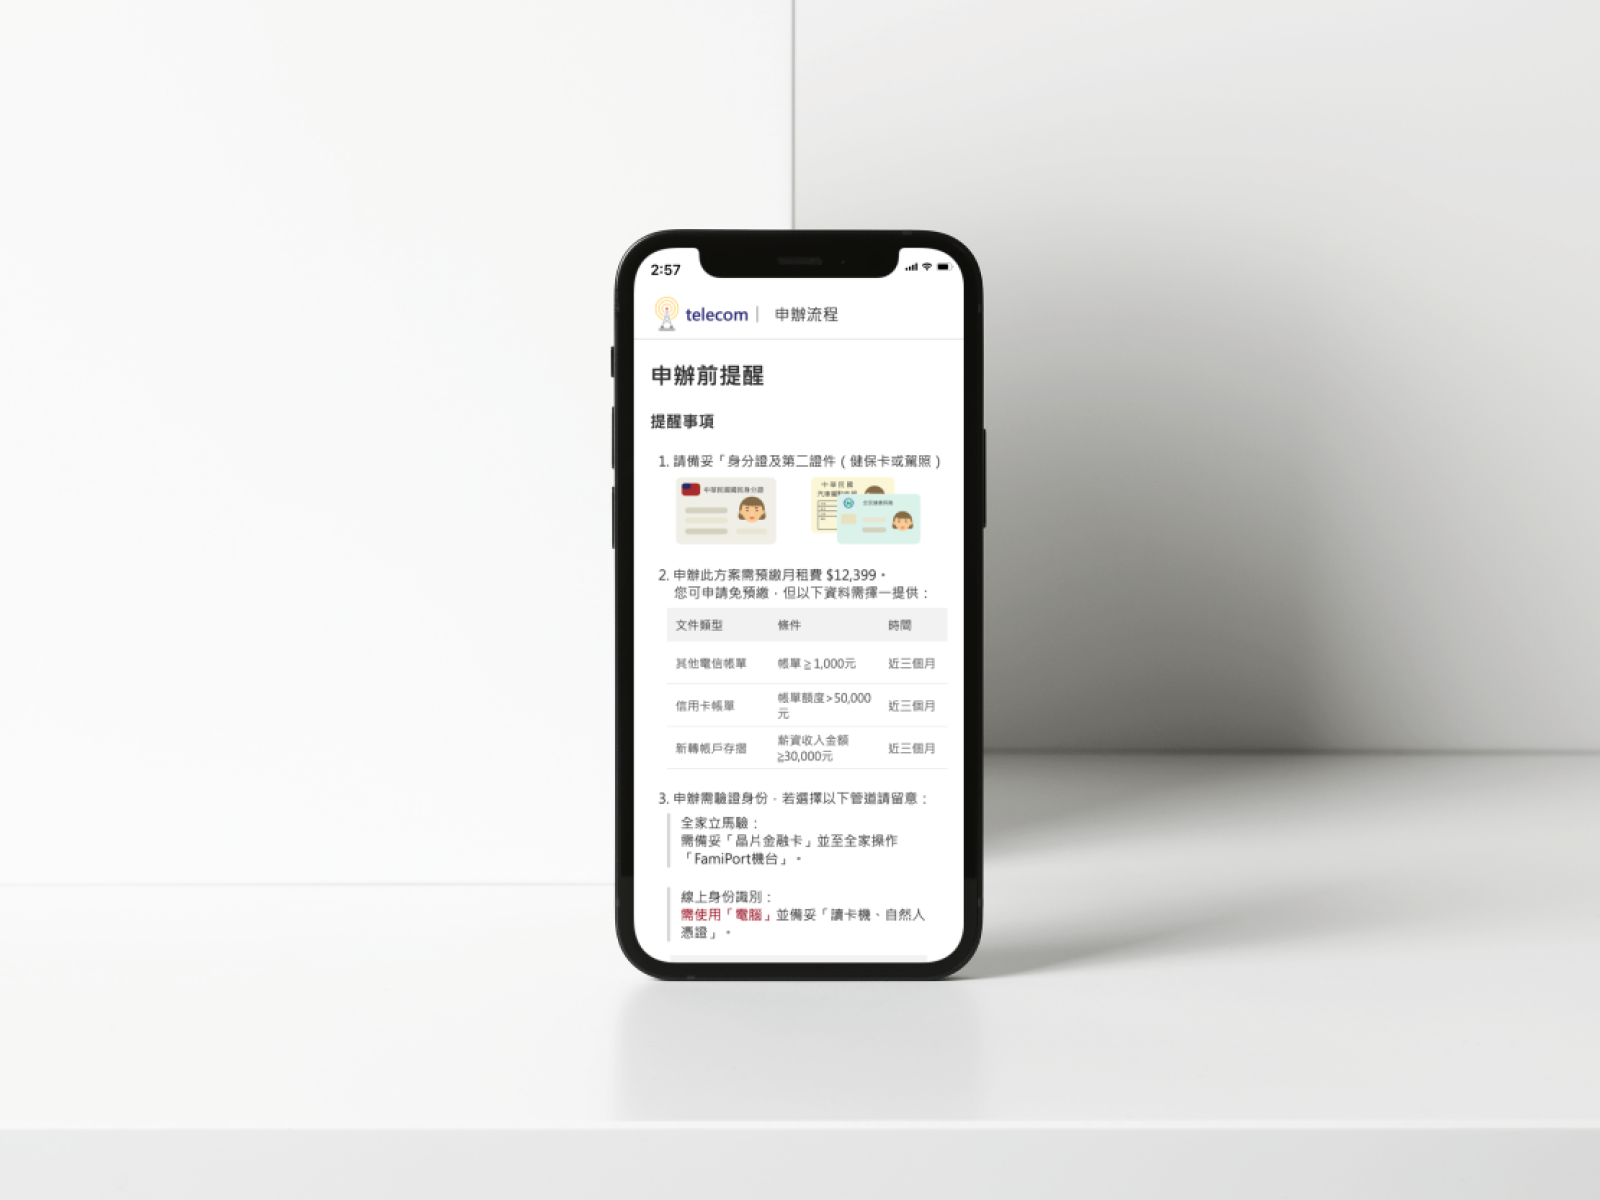 2:57
telecom | 申辦流程
申辦前提醒
提醒事項
1. 請備妥「身分證及第二證件 ( 健保卡或駕照 )
中華民國國民身分證
中華民國
2. 申辦此方案需預繳月租費 $12,399。
您可申請免預繳，但以下資料需擇一提供：
文件類型 條件 時間
其他電信帳單 帳單≧1,000元 近三個月
信用卡帳單 帳單額度>50,000元 近三個月
新轉帳戶存摺 薪資收入金額≧30,000元 近三個月
3. 申辦需驗證身份，若選擇以下管道請留意：
全家立馬驗：
需備妥「晶片金融卡」並至全家操作
「FamiPort機台」。
線上身份識別：
需使用「電腦」並備妥「讀卡機、自然人
憑證」。